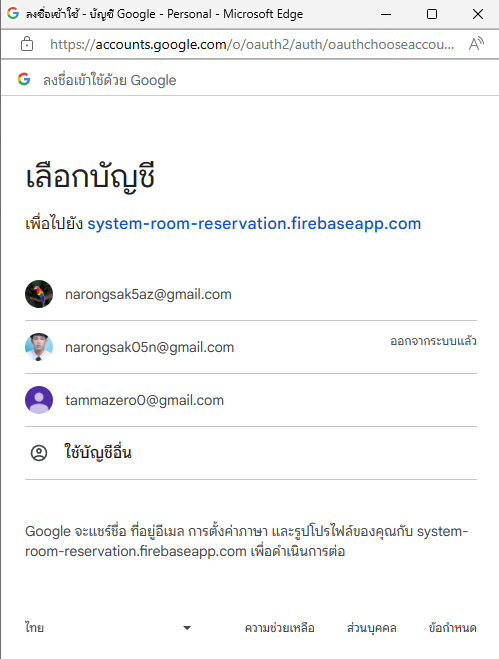 ลงชื่อเข้าใช้ - บัญชี Google - Personal - Microsoft Edge
https://accounts.google.com/o/oauth2/auth/oauthchooseaccou...
ลงชื่อเข้าใช้ด้วย Google
เลือกบัญชี
เพื่อไปยัง system-room-reservation.firebaseapp.com
narongsak5az@gmail.com
narongsak05n@gmail.com
ออกจากระบบแล้ว
tammazero0@gmail.com
ใช้บัญชีอื่น
Google จะแชร์ชื่อ ที่อยู่อีเมล การตั้งค่าภาษา และรูปโปรไฟล์ของคุณกับ system-
room-reservation.firebaseapp.com เพื่อดำเนินการต่อ
ไทย
ความช่วยเหลือ
ส่วนบุคคล
ข้อกำหนด